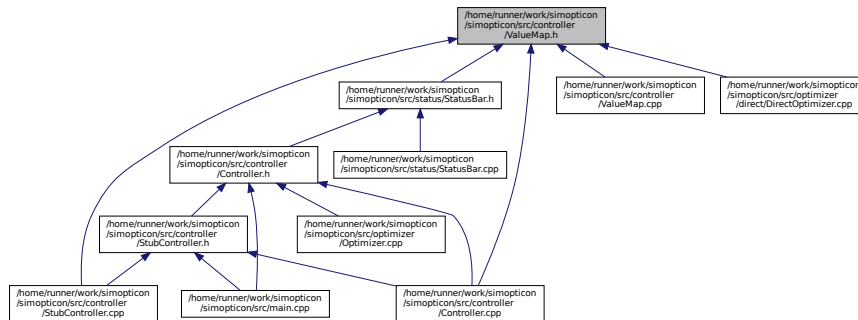 /home/runner/work/simopticon
/simopticon/src/controller
/ValueMap.h
/home/runner/work/simopticon
/simopticon/src/status/StatusBar.h
/home/runner/work/simopticon
/simopticon/src/controller
/ValueMap.cpp
/home/runner/work/simopticon
/simopticon/src/optimizer
/direct/DirectOptimizer.cpp
/home/runner/work/simopticon
/simopticon/src/controller
/Controller.h
/home/runner/work/simopticon
/simopticon/src/status/StatusBar.cpp
/home/runner/work/simopticon
/simopticon/src/controller
/StubController.h
/home/runner/work/simopticon
/simopticon/src/optimizer
/Optimizer.cpp
/home/runner/work/simopticon
/simopticon/src/controller
/StubController.cpp
/home/runner/work/simopticon
/simopticon/src/main.cpp
/home/runner/work/simopticon
/simopticon/src/controller
/Controller.cpp